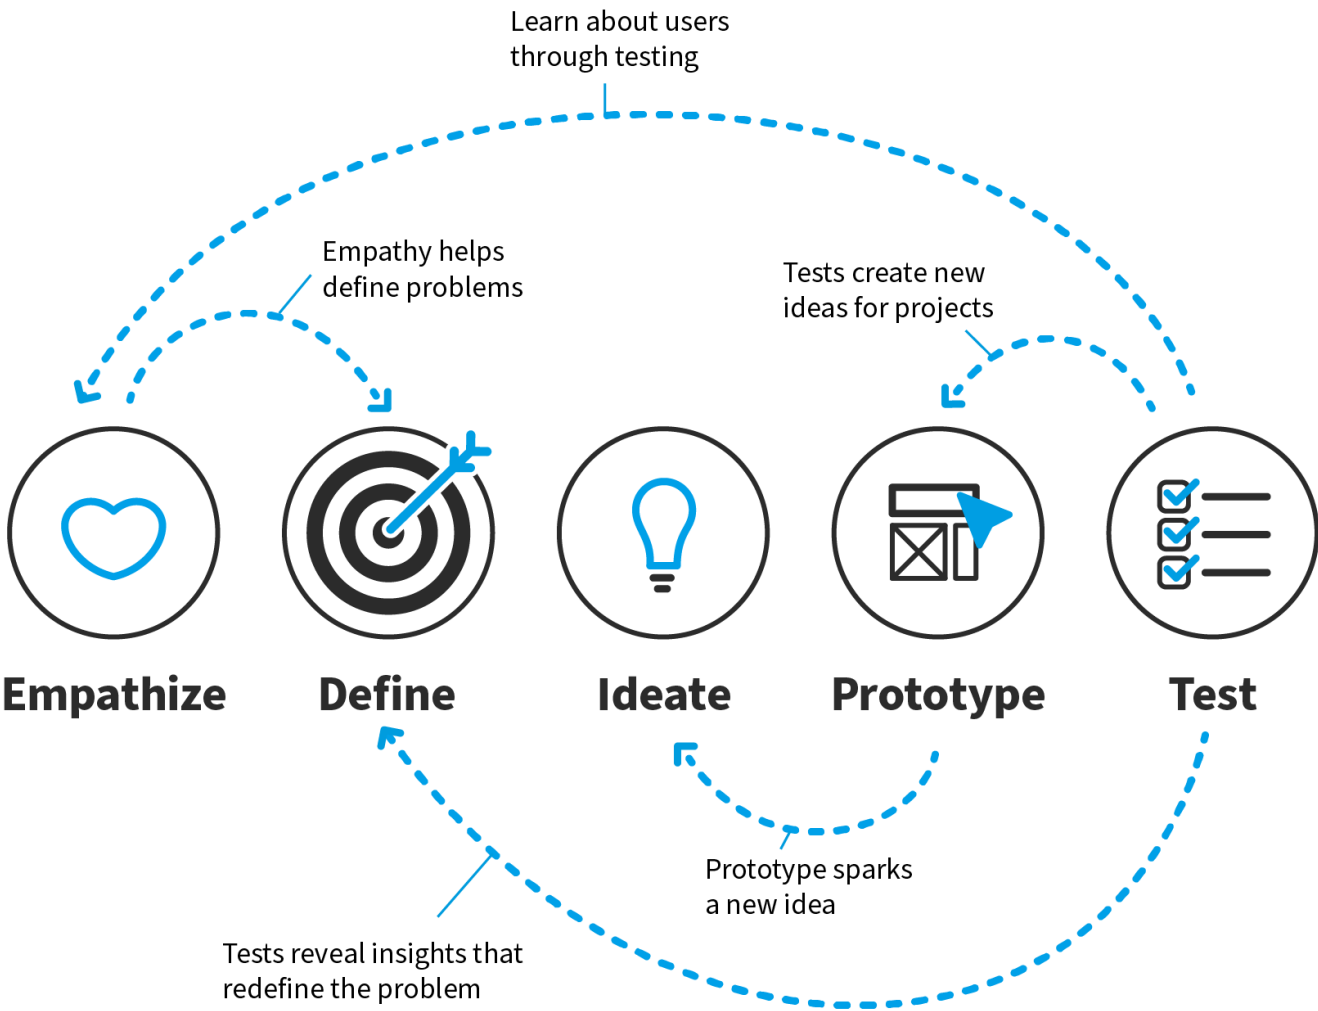 Learn about users
through testing
Empathy helps
define problems
Tests create new
ideas for projects
Empathize
Define
Ideate
Prototype
Test
Prototype sparks
a new idea
Tests reveal insights that
redefine the problem